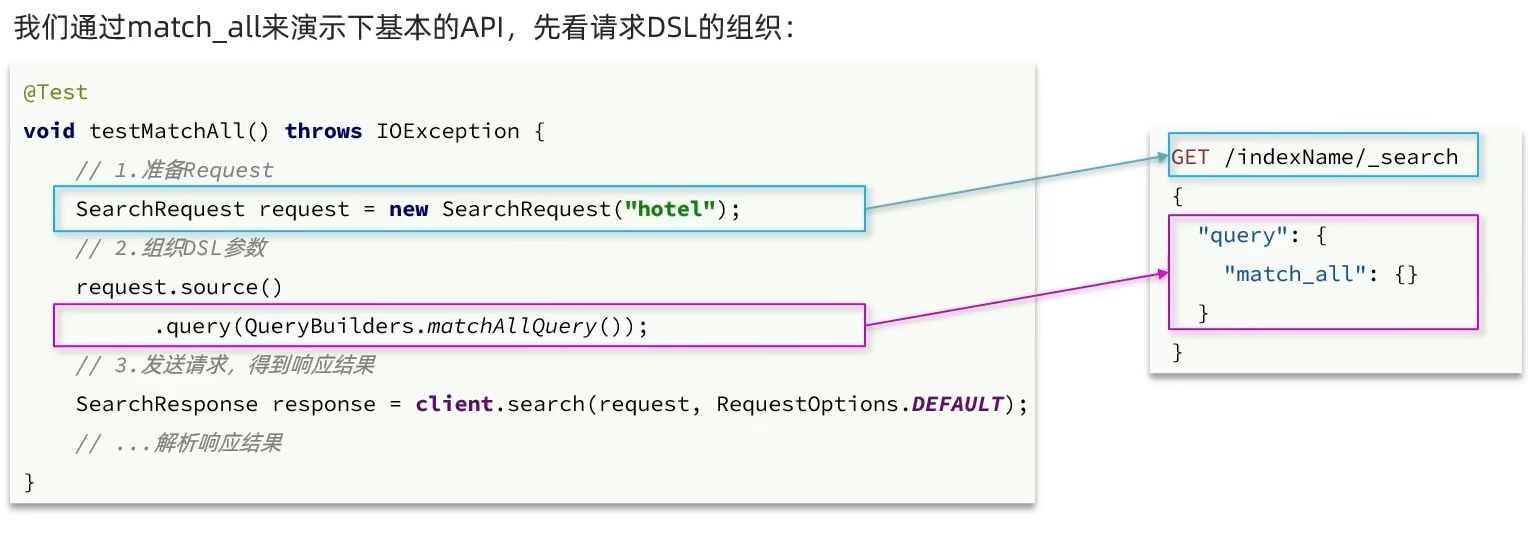 我们通过match_all来演示下基本的API，先看请求DSL的组织：
@Test
void testMatchAll() throws IOException {
    // 1.准备Request
    SearchRequest request = new SearchRequest("hotel");
    // 2.组织DSL参数
    request.source()
          .query(QueryBuilders.matchAllQuery());
    // 3.发送请求，得到响应结果
    SearchResponse response = client.search(request, RequestOptions.DEFAULT);
    // ...解析响应结果
}
GET /indexName/_search
{
  "query": {
    "match_all": {}
  }
}